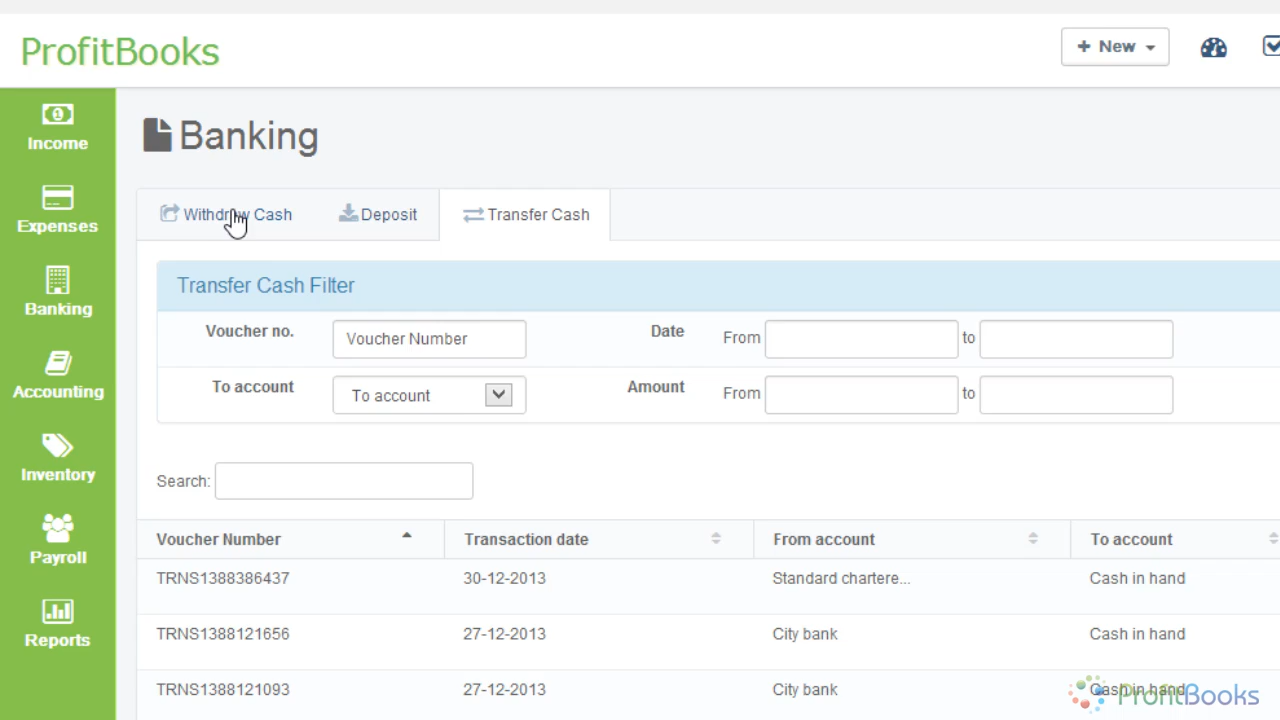 ProfitBooks
+ New
Income
Expenses
Banking
Accounting
Inventory
Payroll
Reports
Banking
Withdraw Cash Deposit Transfer Cash
Transfer Cash Filter
Voucher no. Voucher Number Date From to
To account To account Amount From to
Search:
Voucher Number Transaction date From account To account
TRNS1388386437 30-12-2013 Standard chartere... Cash in hand
TRNS1388121656 27-12-2013 City bank Cash in hand
TRNS1388121093 27-12-2013 City bank Cash in hand
ProfitBooks